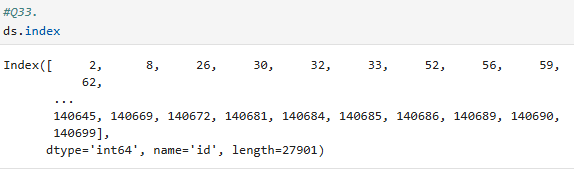 #Q33.
ds.index
Index([     2,      8,     26,     30,     32,     33,     52,     56,     59,
           62,
       ...
       140645, 140669, 140672, 140681, 140684, 140685, 140686, 140689, 140690,
       140699],
      dtype='int64', name='id', length=27901)